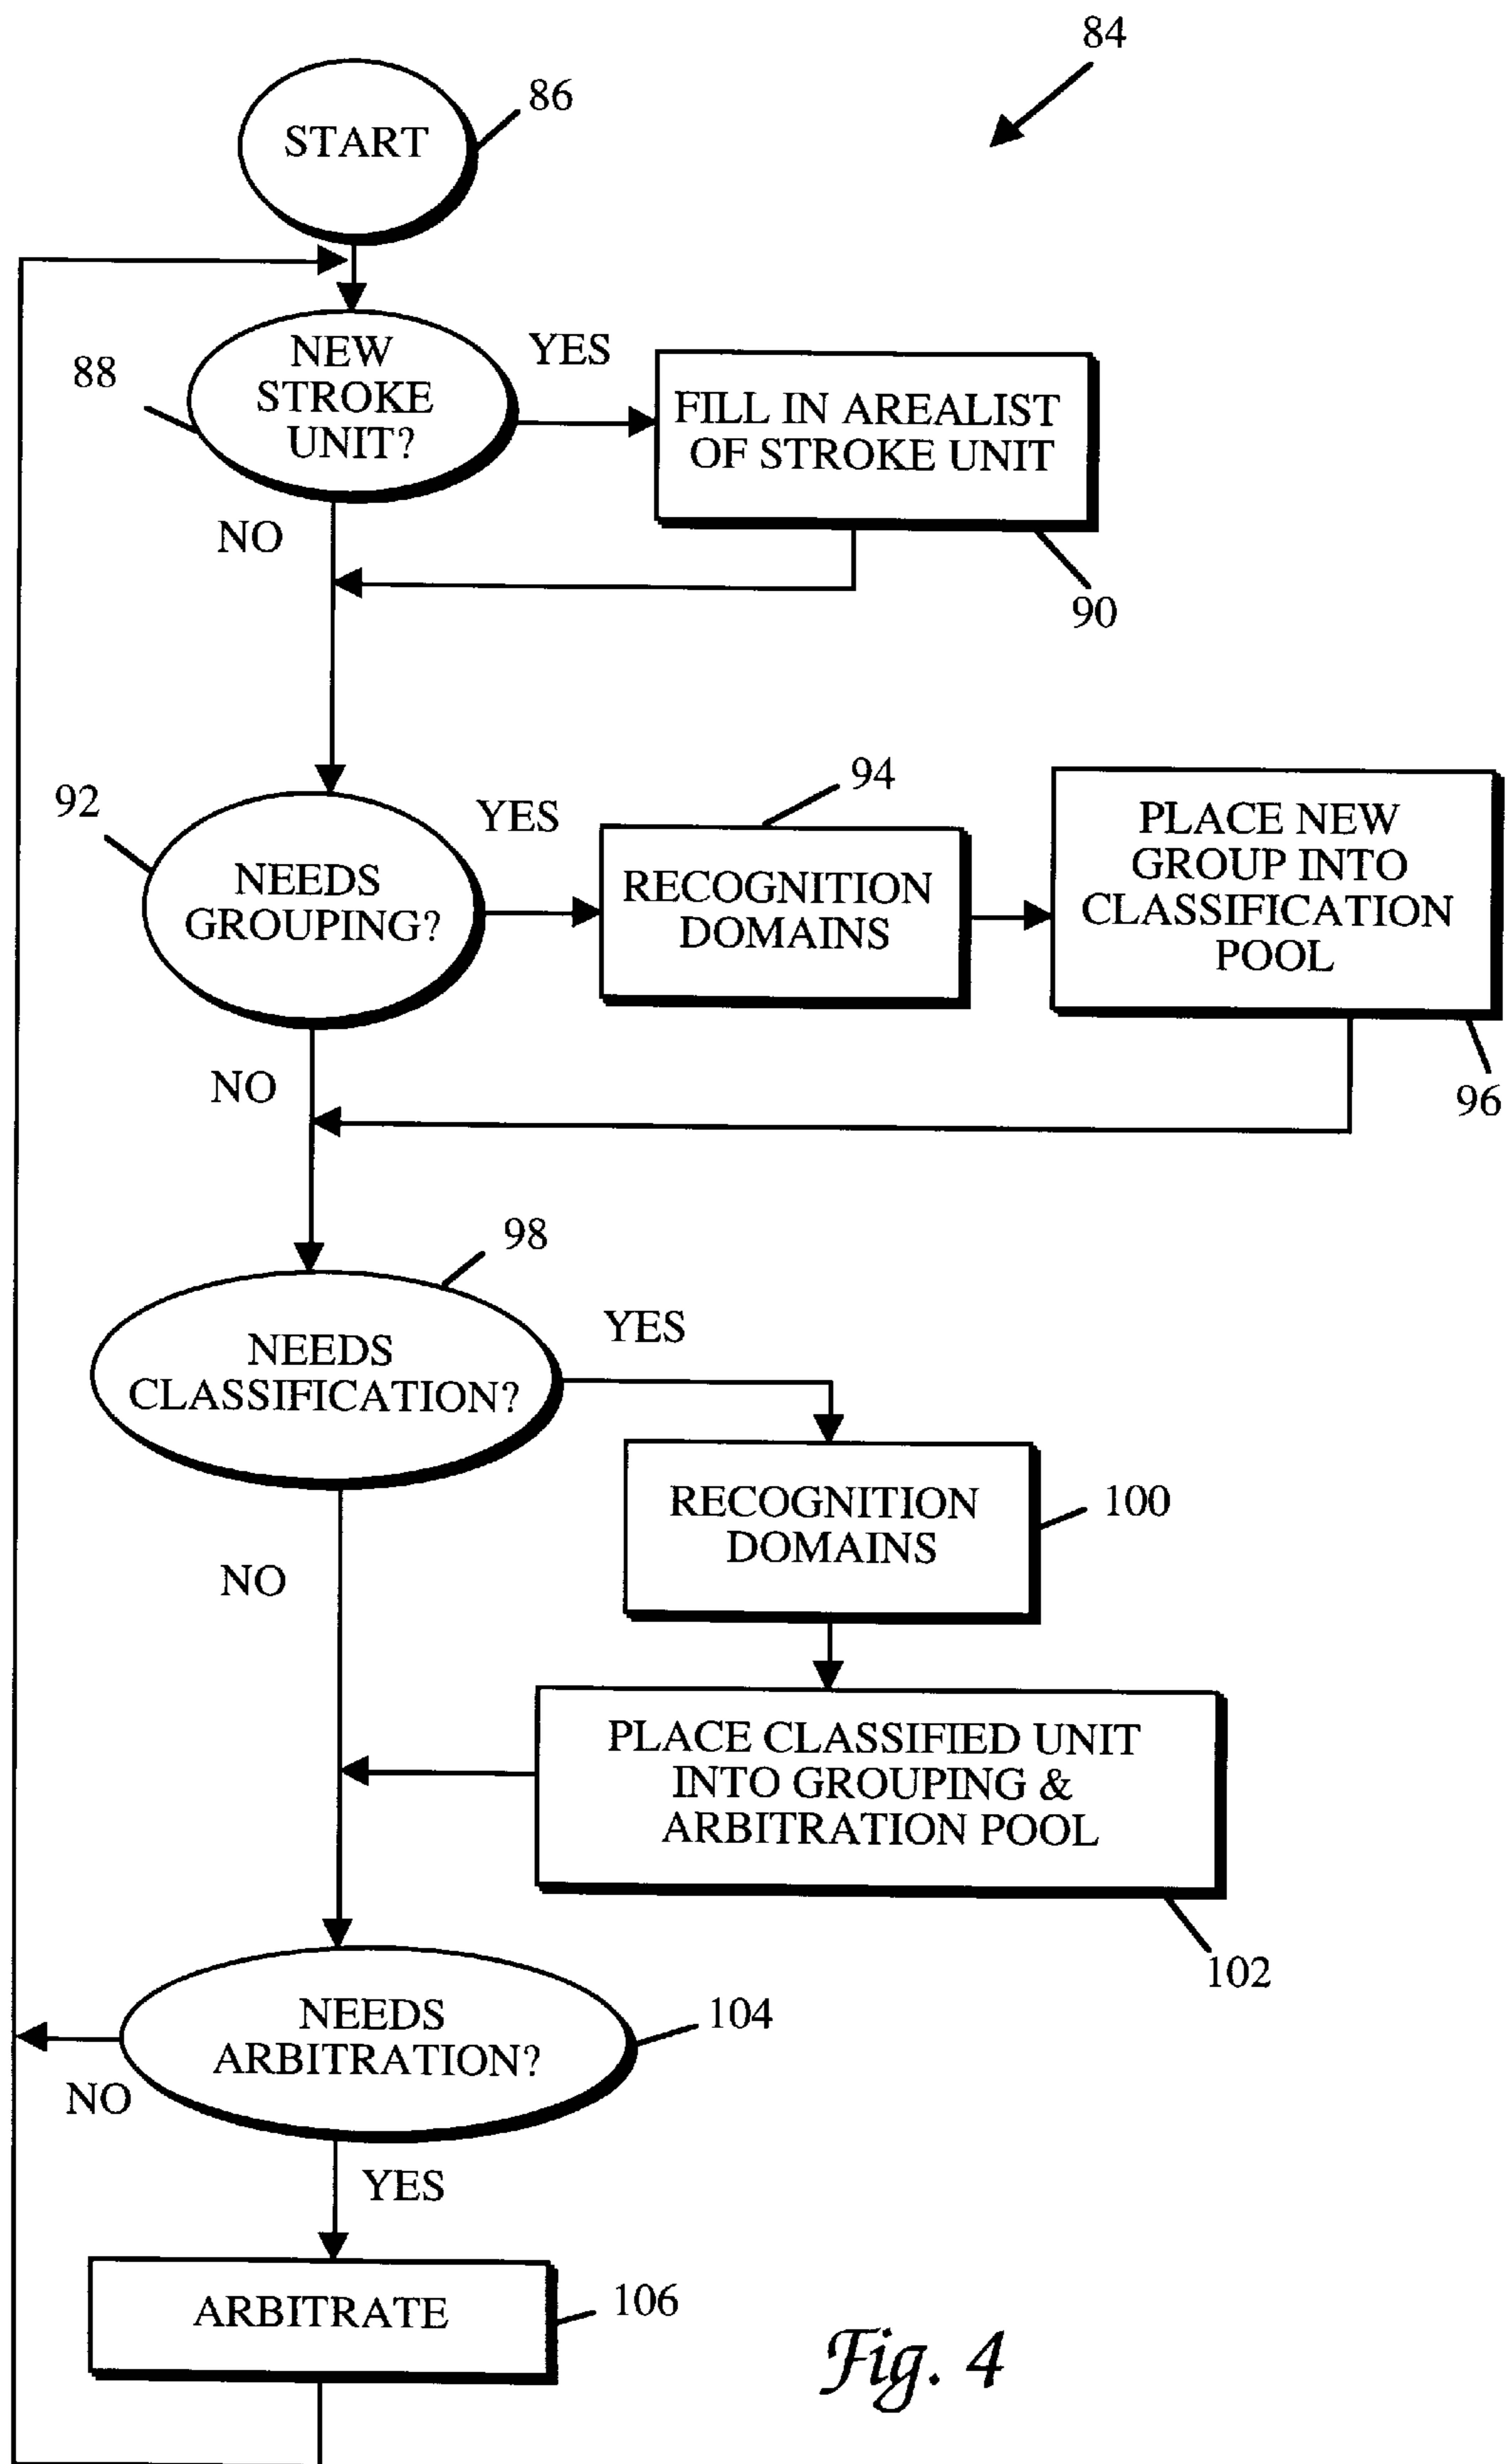 84
86
START
NEW
STROKE
UNIT?
88
YES
FILL IN AREALIST
OF STROKE UNIT
NO
90
92
NEEDS
GROUPING?
YES
94
RECOGNITION
DOMAINS
PLACE NEW
GROUP INTO
CLASSIFICATION
POOL
96
NO
98
NEEDS
CLASSIFICATION?
YES
RECOGNITION
DOMAINS
100
NO
PLACE CLASSIFIED UNIT
INTO GROUPING &
ARBITRATION POOL
102
NEEDS
ARBITRATION?
104
NO
YES
ARBITRATE
106
Fig. 4